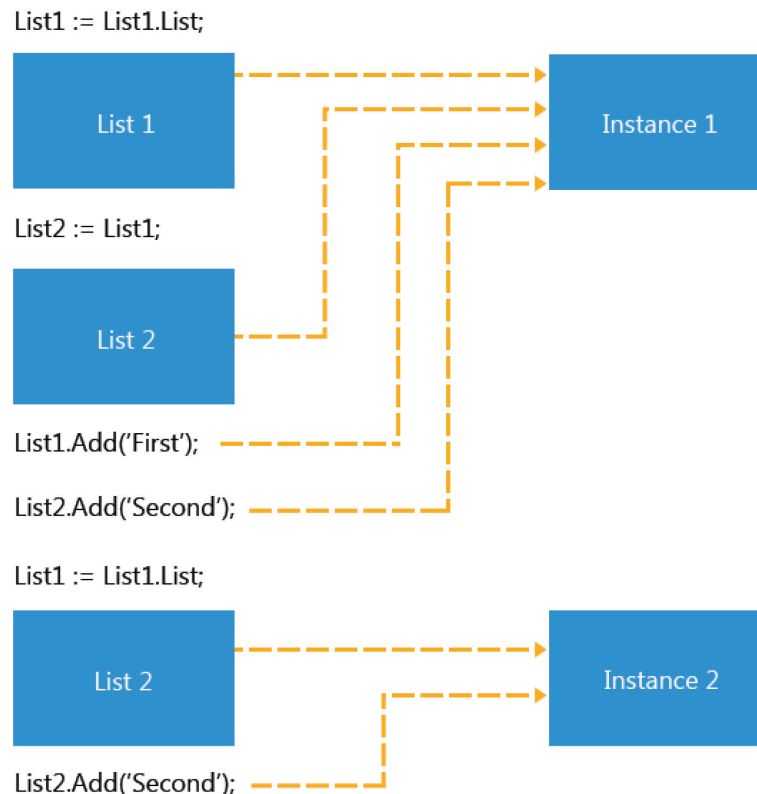 List1 := List1.List;
List 1
Instance 1
List2 := List1;
List 2
List1.Add('First');
List2.Add('Second');
List1 := List1.List;
List 2
Instance 2
List2.Add('Second');